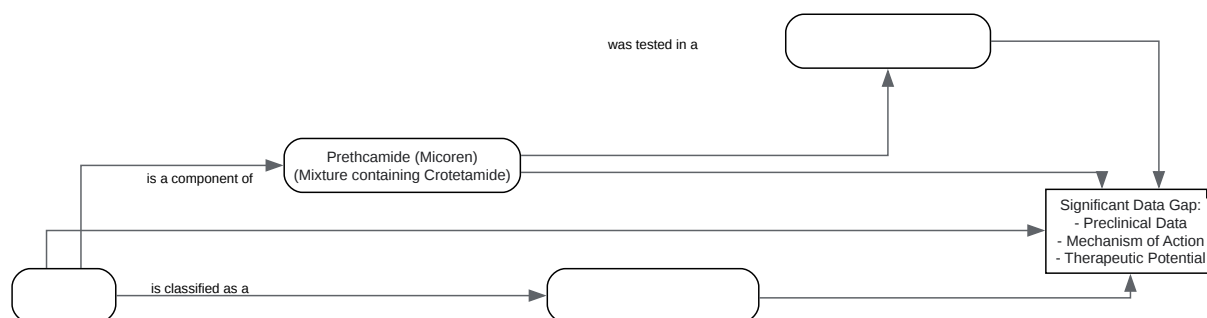 was tested in a
Prethcamide (Micoren)
(Mixture containing Crotetamide)
is a component of
Significant Data Gap:
- Preclinical Data
- Mechanism of Action
- Therapeutic Potential
is classified as a